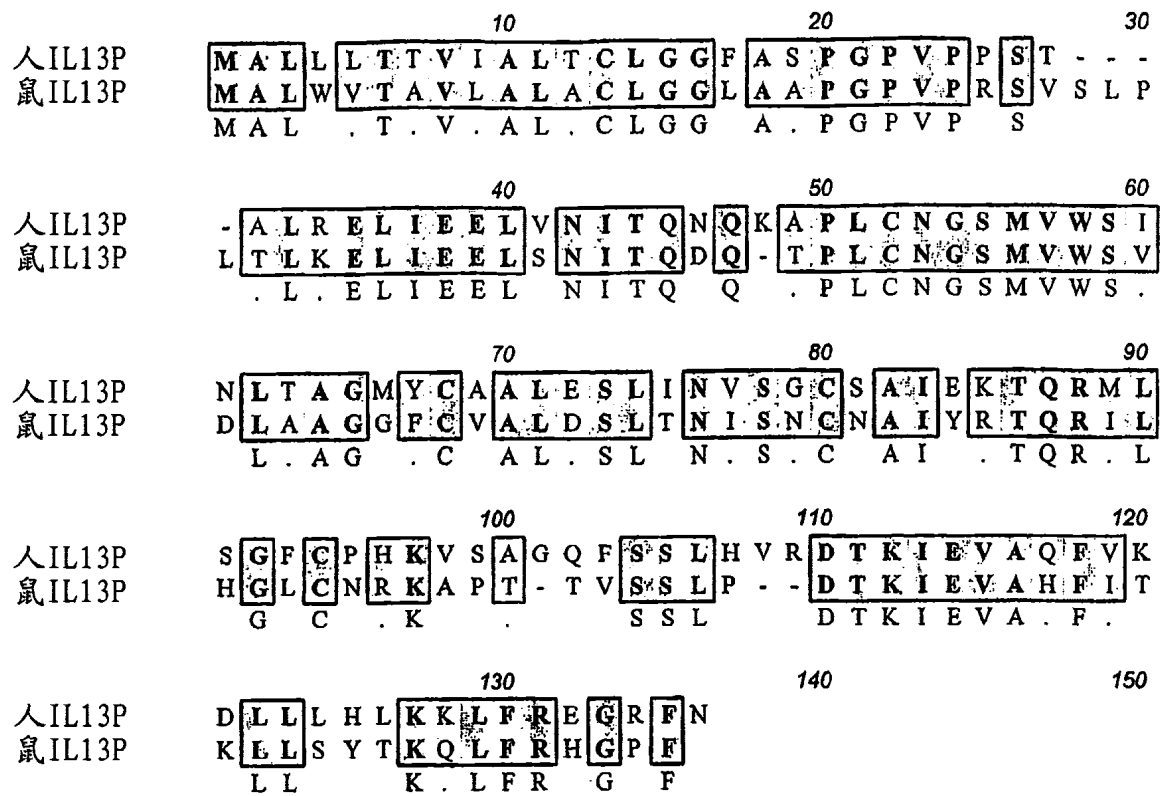 10 20 30
人IL13P M A L L L T T V I A L T C L G G F A S P G P V P P S T - - -
鼠IL13P M A L W V T A V L A L A C L G G L A A P G P V P R S V S L P
M A L . T . V . A L . C L G G A . P G P V P S
40 50 60
人IL13P - A L R E L I E E L V N I T Q N Q K A P L C N G S M V W S I
鼠IL13P L T L K E L I E E L S N I T Q D Q - T P L C N G S M V W S V
. L . E L I E E L N I T Q Q . P L C N G S M V W S .
70 80 90
人IL13P N L T A G M Y C A A L E S L I N V S G C S A I E K T Q R M L
鼠IL13P D L A A G G F C V A L D S L T N I S N C N A I Y R T Q R I L
L . A G . C A L . S L N . S . C A I . T Q R . L
100 110 120
人IL13P S G F C P H K V S A G Q F S S L H V R D T K I E V A Q F V K
鼠IL13P H G L C N R K A P T - T V S S L P - - D T K I E V A H F I T
G C . K . S S L D T K I E V A . F .
130 140 150
人IL13P D L L L H L K K L F R E G R F N
鼠IL13P K L L S Y T K Q L F R H G P F
L L K . L F R G F